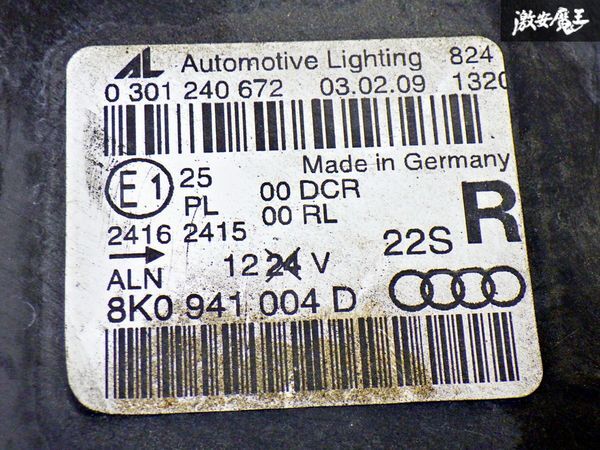 激安魔王
AL Automotive Lighting 824
0 301 240 672 03.02.09 1320
Made in Germany
E1 25 00 DCR
PL 00 RL
R
2416 2415
22S
12 24 V
ALN
8K0 941 004 D